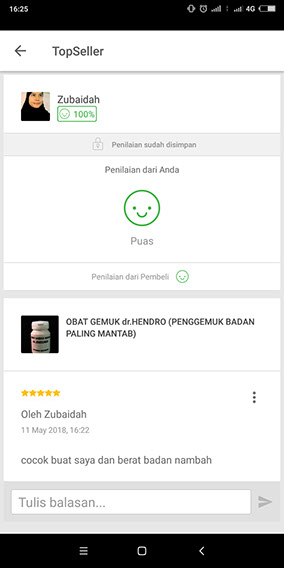 16:25
4G
TopSeller
Zubaidah
100%
Penilaian sudah disimpan
Penilaian dari Anda
Puas
Penilaian dari Pembeli
OBAT GEMUK dr.HENDRO (PENGGEMUK BADAN
PALING MANTAB)
Oleh Zubaidah
11 May 2018, 16:22
cocok buat saya dan berat badan nambah
Tulis balasan...